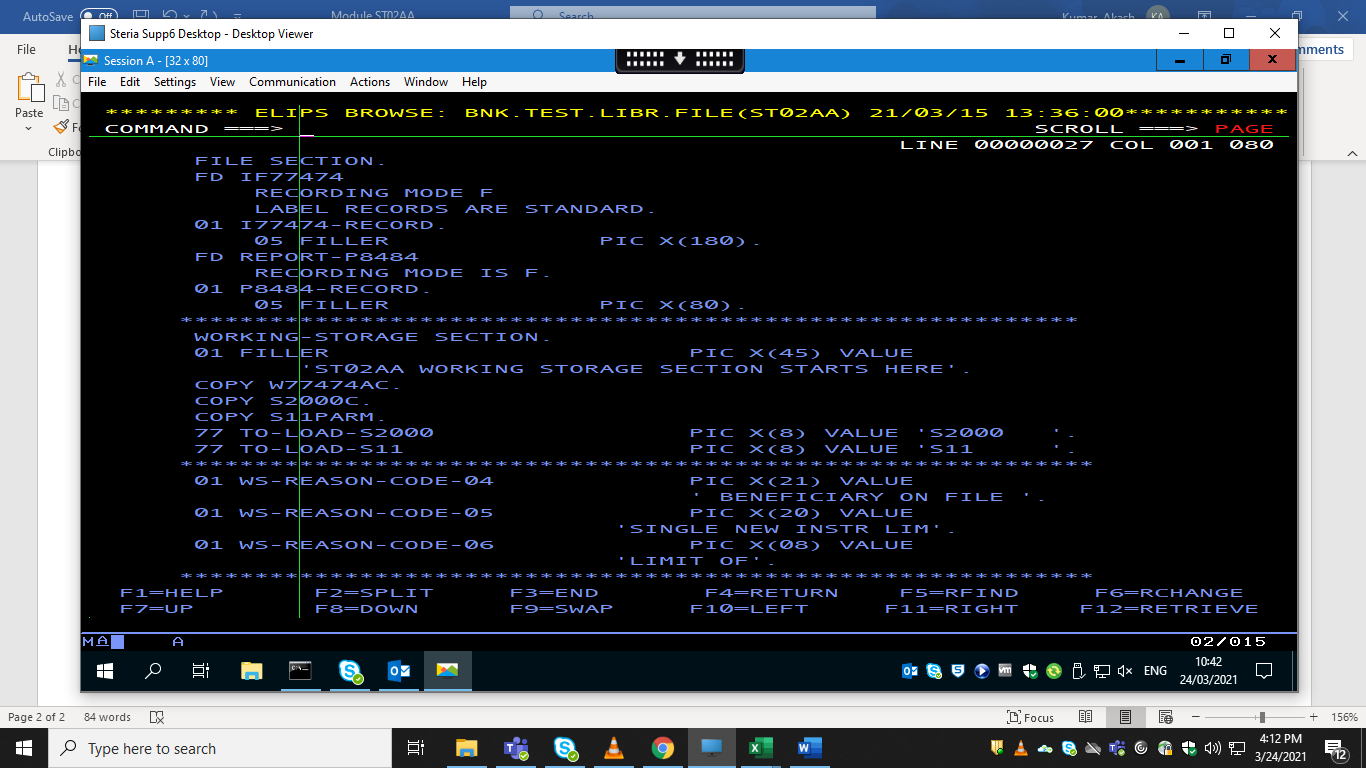 AutoSave Off Module ST02AA Search Kumar, Akash KA
File
Steria Supp6 Desktop - Desktop Viewer
Session A - [32 x 80]
File Edit Settings View Communication Actions Window Help
********* ELIPS BROWSE: BNK.TEST.LIBR.FILE(ST02AA) 21/03/15 13:36:00***********
COMMAND ===> SCROLL ===> PAGE
LINE 00000027 COL 001 080
FILE SECTION.
FD IF77474
RECORDING MODE F
LABEL RECORDS ARE STANDARD.
01 I77474-RECORD.
05 FILLER PIC X(180).
FD REPORT-P8484
RECORDING MODE IS F.
01 P8484-RECORD.
05 FILLER PIC X(80).
************************************************************
WORKING-STORAGE SECTION.
01 FILLER PIC X(45) VALUE
'ST02AA WORKING STORAGE SECTION STARTS HERE'.
COPY W77474AC.
COPY S2000C.
COPY S11PARM.
77 TO-LOAD-S2000 PIC X(8) VALUE 'S2000   '.
77 TO-LOAD-S11 PIC X(8) VALUE 'S11     '.
*************************************************************
01 WS-REASON-CODE-04 PIC X(21) VALUE
' BENEFICIARY ON FILE '.
01 WS-REASON-CODE-05 PIC X(20) VALUE
'SINGLE NEW INSTR LIM'.
01 WS-REASON-CODE-06 PIC X(08) VALUE
'LIMIT OF'.
*************************************************************
F1=HELP F2=SPLIT F3=END F4=RETURN F5=RFIND F6=RCHANGE
F7=UP F8=DOWN F9=SWAP F10=LEFT F11=RIGHT F12=RETRIEVE
MA A 02/015
ENG 10:42
24/03/2021
Paste
Page 2 of 2 84 words Focus 156%
Type here to search 4:12 PM
3/24/2021 12